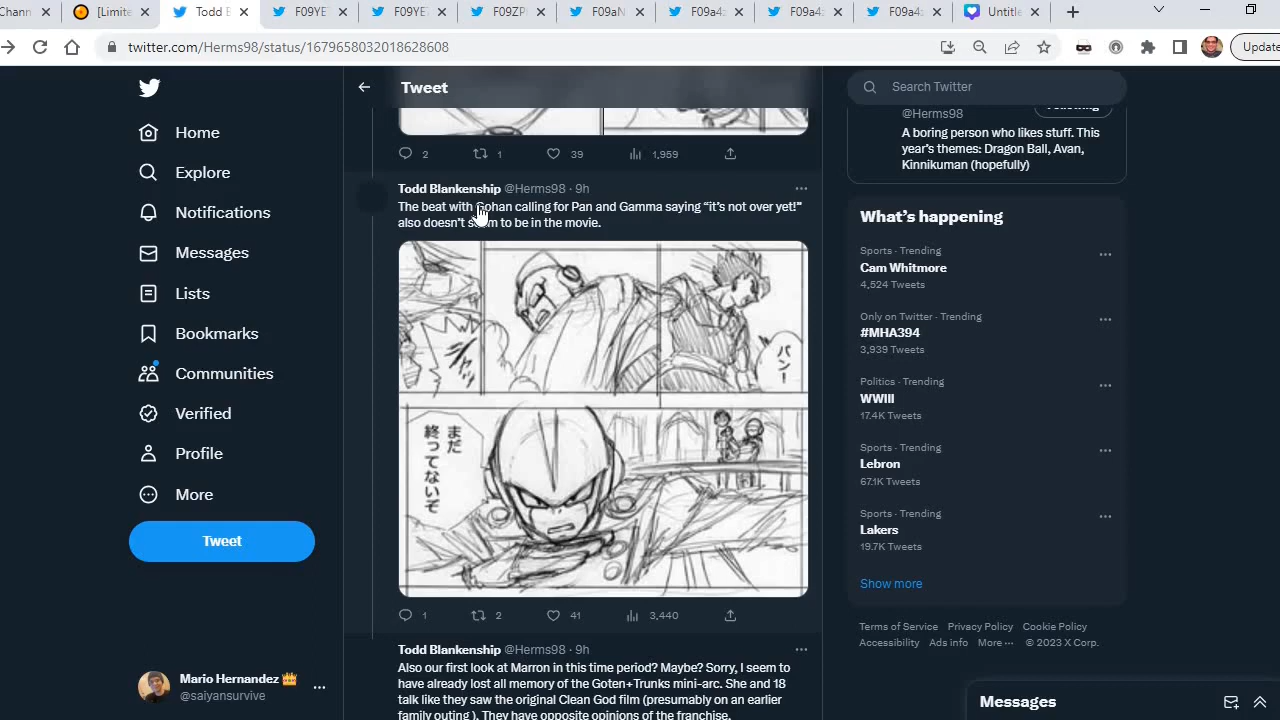 Chann
[Limite
Todd B
F09YE
F09YE
F09ZP
F09aN
F09a4
F09a4
F09a4
Untitle
twitter.com/Herms98/status/1679658032018628608
Update
Home
Explore
Notifications
Messages
Lists
Bookmarks
Communities
Verified
Profile
More
Tweet
Mario Hernandez
@saiyansurvive
Tweet
2
1
39
1,959
Todd Blankenship @Herms98 · 9h
The beat with Gohan calling for Pan and Gamma saying “it’s not over yet!”
also doesn’t seem to be in the movie.
パンー
まだ
終ってないぞ
1
2
41
3,440
Todd Blankenship @Herms98 · 9h
Also our first look at Marron in this time period? Maybe? Sorry, I seem to
have already lost all memory of the Goten+Trunks mini-arc. She and 18
talk like they saw the original Clean God film (presumably on an earlier
family outing ). They have opposite opinions of the franchise.
Search Twitter
@Herms98
Following
A boring person who likes stuff. This
year’s themes: Dragon Ball, Avan,
Kinnikuman (hopefully)
What’s happening
Sports · Trending
Cam Whitmore
4,524 Tweets
Only on Twitter · Trending
#MHA394
3,939 Tweets
Politics · Trending
WWIII
17.4K Tweets
Sports · Trending
Lebron
67.1K Tweets
Sports · Trending
Lakers
19.7K Tweets
Show more
Terms of Service Privacy Policy Cookie Policy
Accessibility Ads info More ··· © 2023 X Corp.
Messages